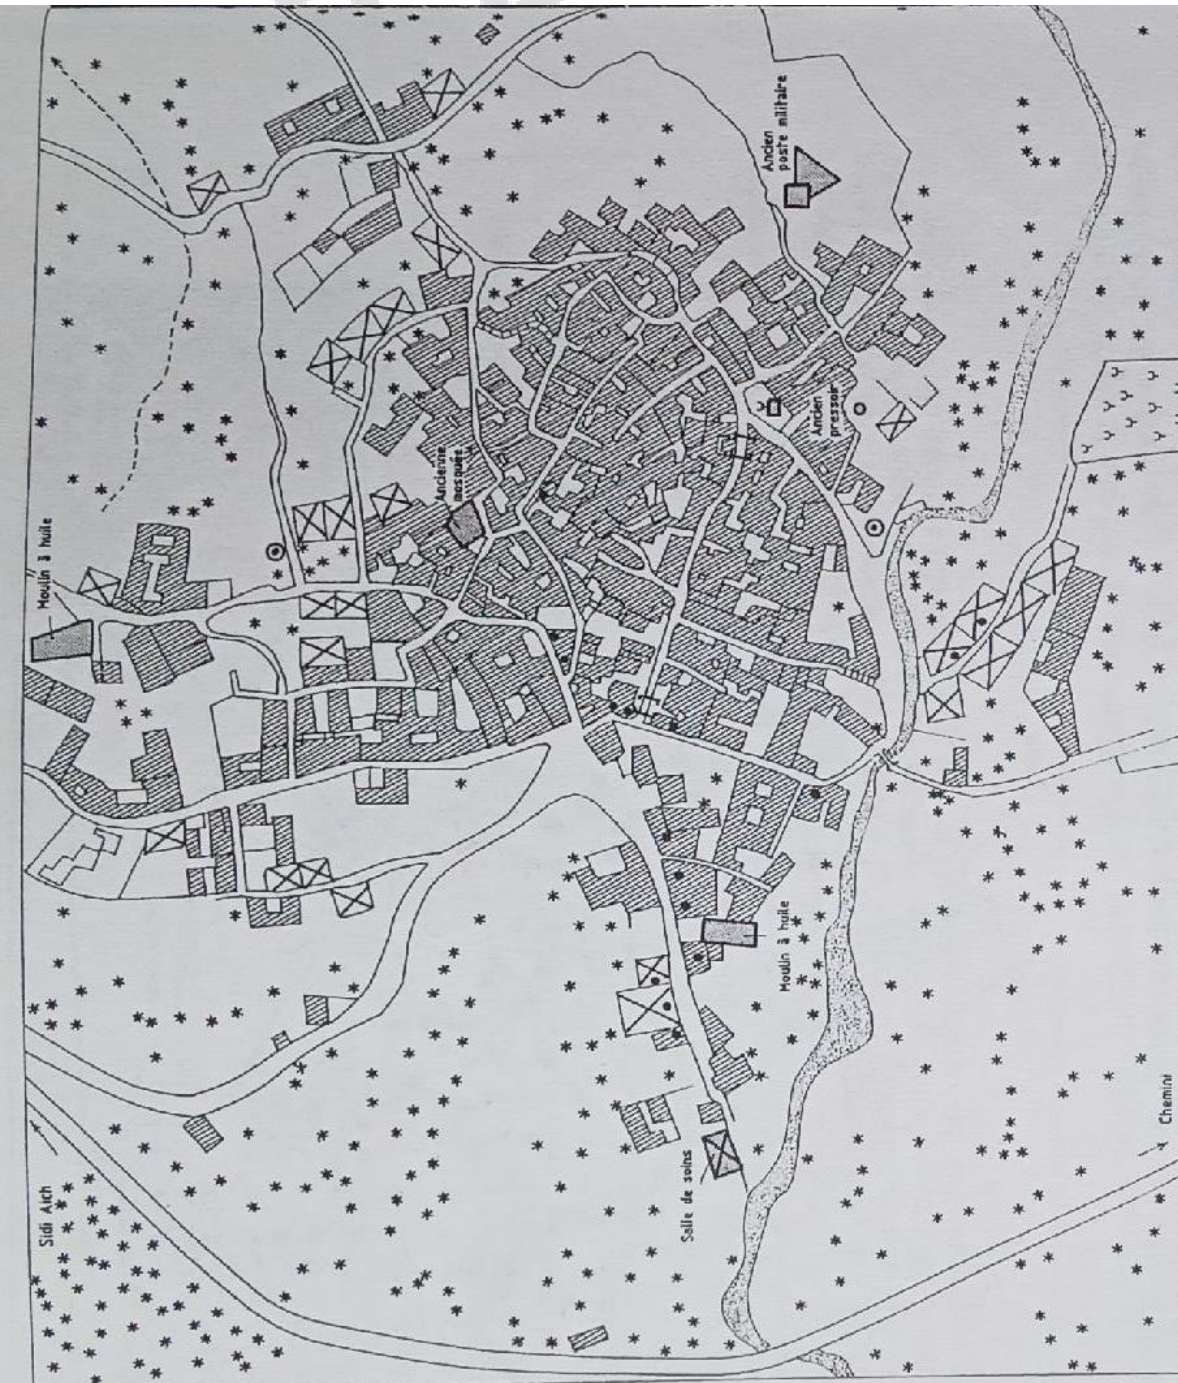 Ancien
poste militaire
Ancien
pressoir
Ancienne
mosquée
Moulin à huile
Moulin à huile
Salle de soins
Sidi Aich
Chemini